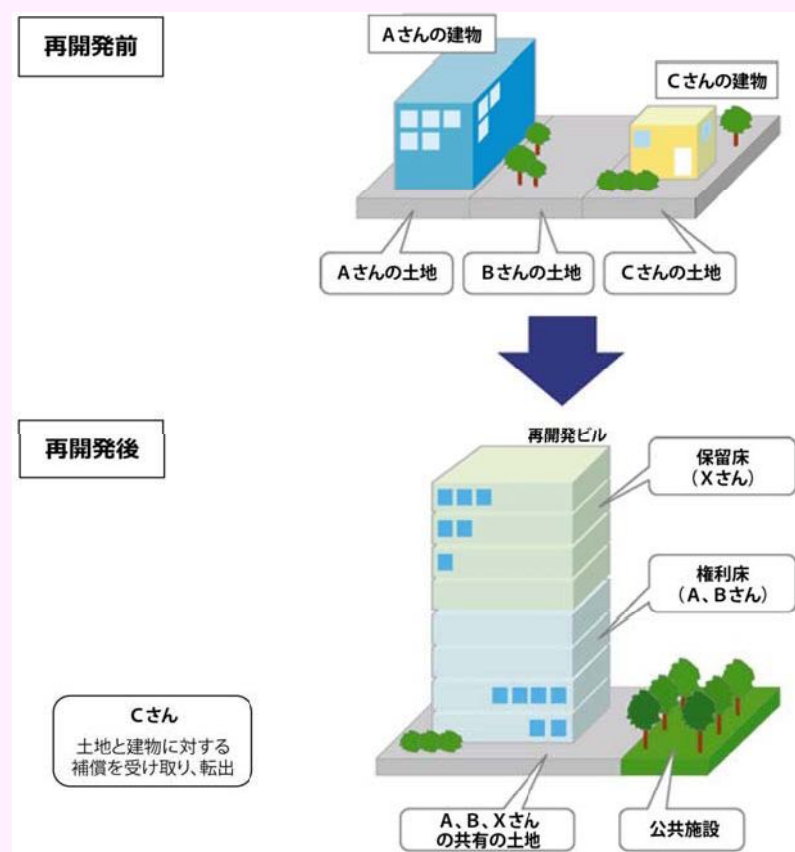 再開発前
Aさんの建物
Cさんの建物
Aさんの土地
Bさんの土地
Cさんの土地
再開発後
再開発ビル
保留床
(Xさん)
権利床
(A、Bさん)
Cさん
土地と建物に対する
補償を受け取り、転出
A、B、Xさん
の共有の土地
公共施設